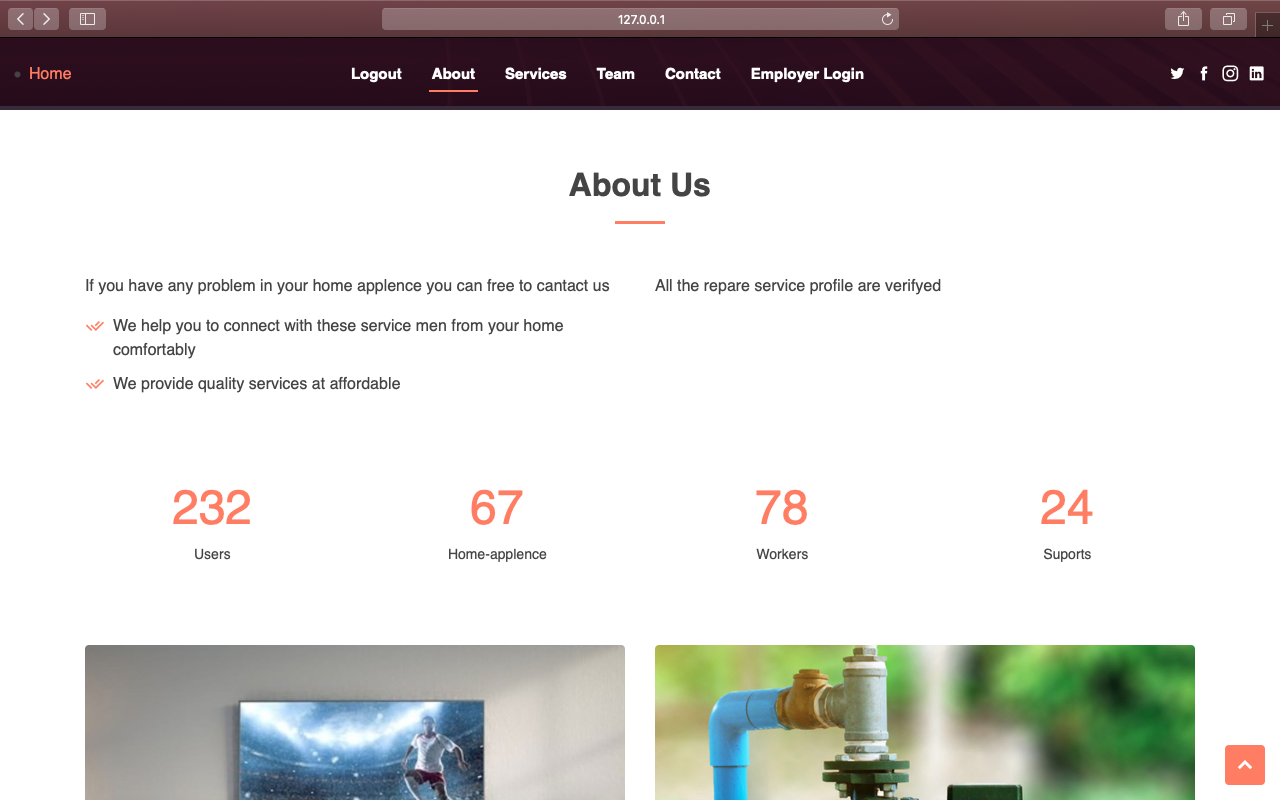 127.0.0.1
Home
Logout
About
Services
Team
Contact
Employer Login
About Us
If you have any problem in your home applence you can free to cantact us
We help you to connect with these service men from your home
comfortably
We provide quality services at affordable
All the repare service profile are verifyed
232
Users
67
Home-applence
78
Workers
24
Suports